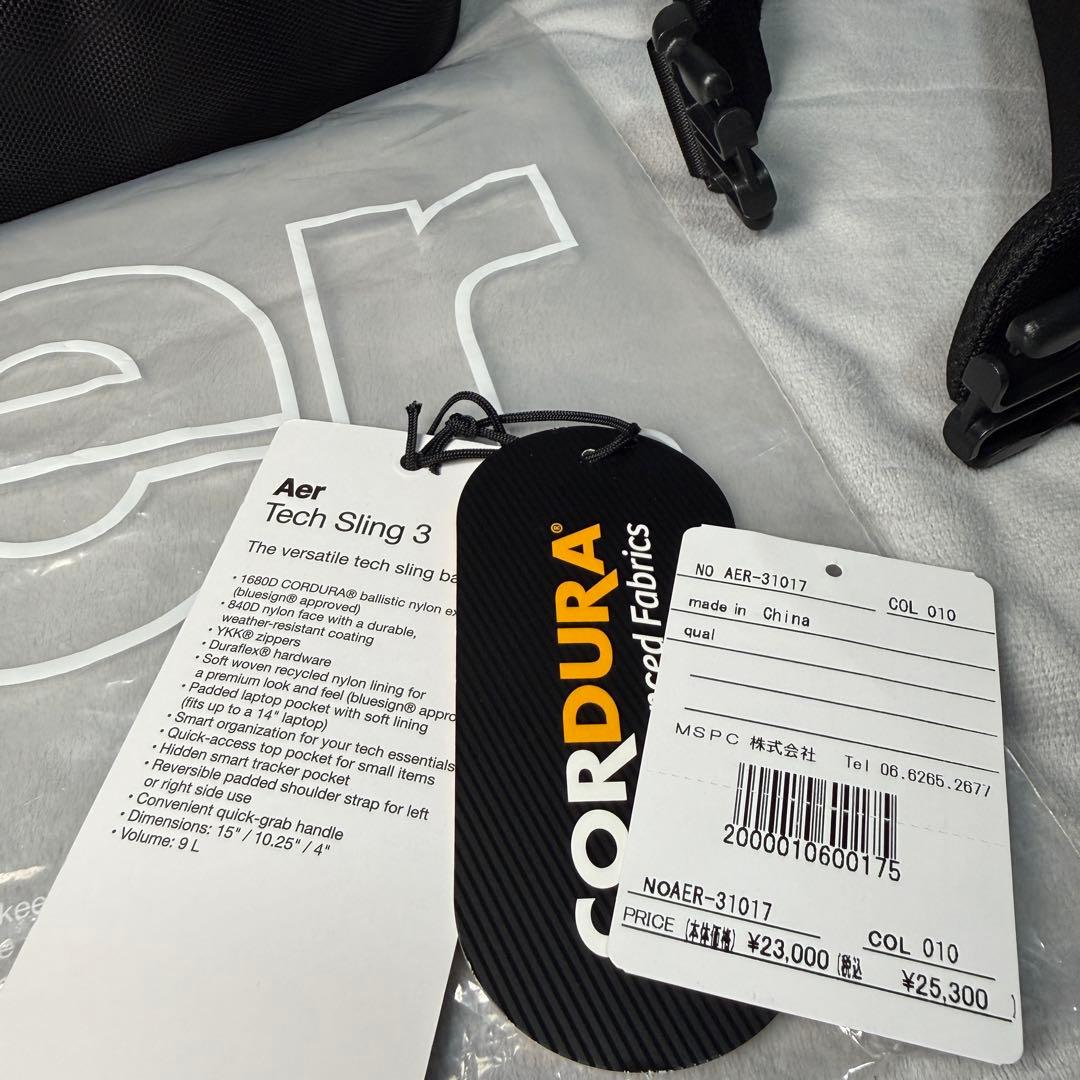 er
Aer
Tech Sling 3
The versatile tech sling
• 1680D CORDURA® ballistic nylon
(bluesign® approved)
• 840D nylon face with a durable,
weather-resistant coating
• YKK® zippers
• Duraflex® hardware
• Soft woven recycled nylon lining for
a premium look and feel (bluesign®
• Padded laptop pocket with soft lining
(fits up to a 14" laptop)
• Smart organization for your tech essentials
• Quick-access top pocket for small items
• Hidden smart tracker pocket
• Reversible padded shoulder strap for left
or right side use
• Convenient quick-grab handle
• Dimensions: 15" / 10.25" / 4"
• Volume: 9 L
CORDURA®
Fabrics
NO AER-31017 COL 010
made in China
qual
MSPC 株式会社 Tel 06.6265.2677
2000010600175
NOAER-31017
COL 010
PRICE (本体価格) ¥23,000 (税込 ¥25,300)